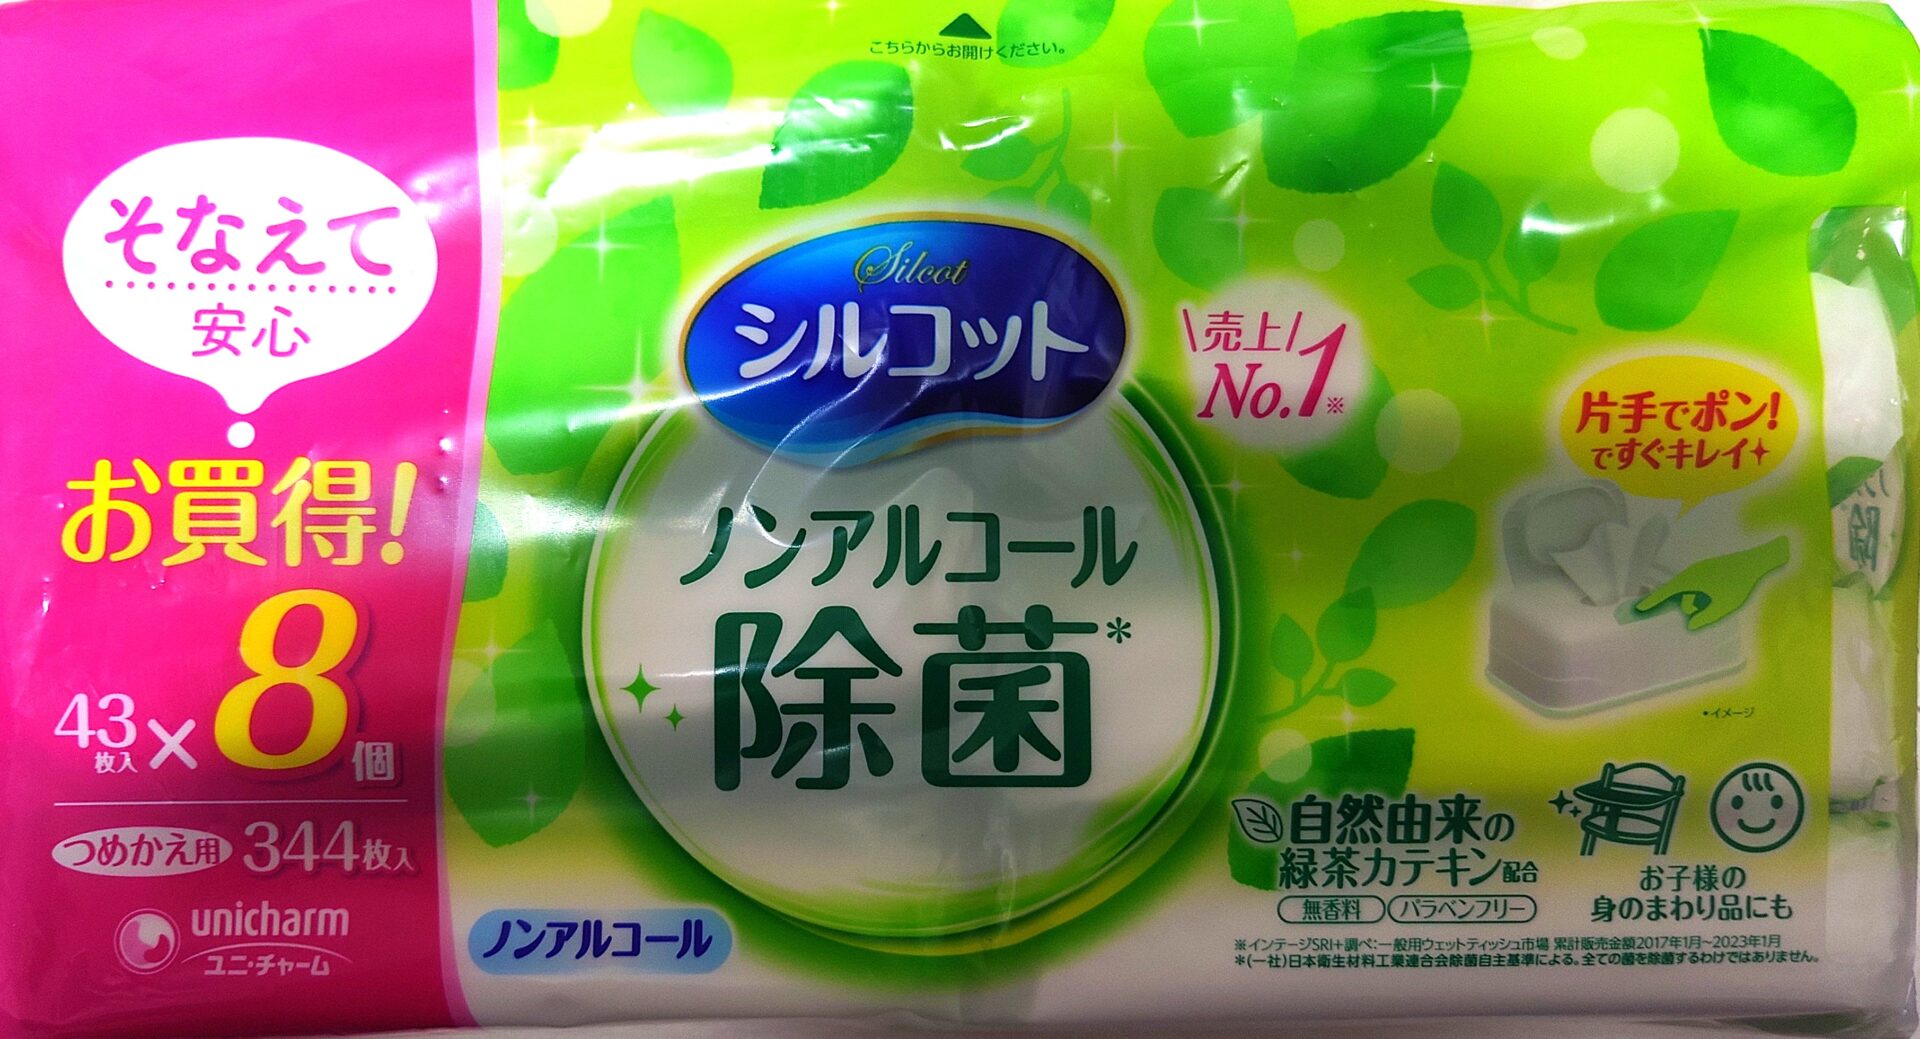 こちらからお開けください。
そなえて
安心
お買得!
43枚入×8個
つめかえ用 344枚入
unicharm
ユニ・チャーム
Silcot
シルコット
ノンアルコール
除菌*
ノンアルコール
売上
No.1※
片手でポン!
ですぐキレイ
•イメージ
自然由来の
緑茶カテキン配合
無香料 パラベンフリー
お子様の
身のまわり品にも
※インテージSRI+調べ:一般用ウェットティッシュ市場 累計販売金額2017年1月~2023年1月
*(一社)日本衛生材料工業連合会除菌自主基準による。全ての菌を除菌するわけではありません。
除